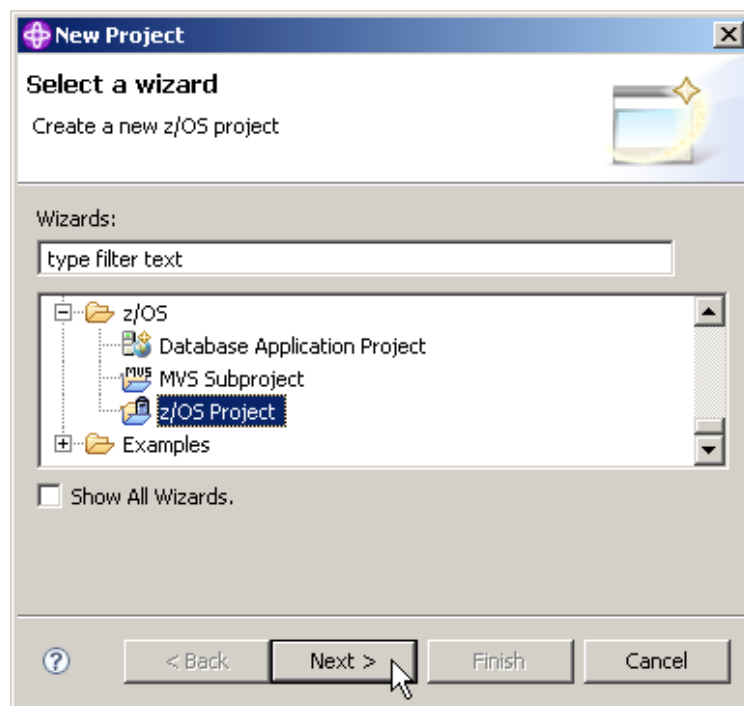 New Project
Select a wizard
Create a new z/OS project
Wizards:
type filter text
z/OS
Database Application Project
MVS
MVS Subproject
z/OS Project
Examples
Show All Wizards.
?
< Back
Next >
Finish
Cancel